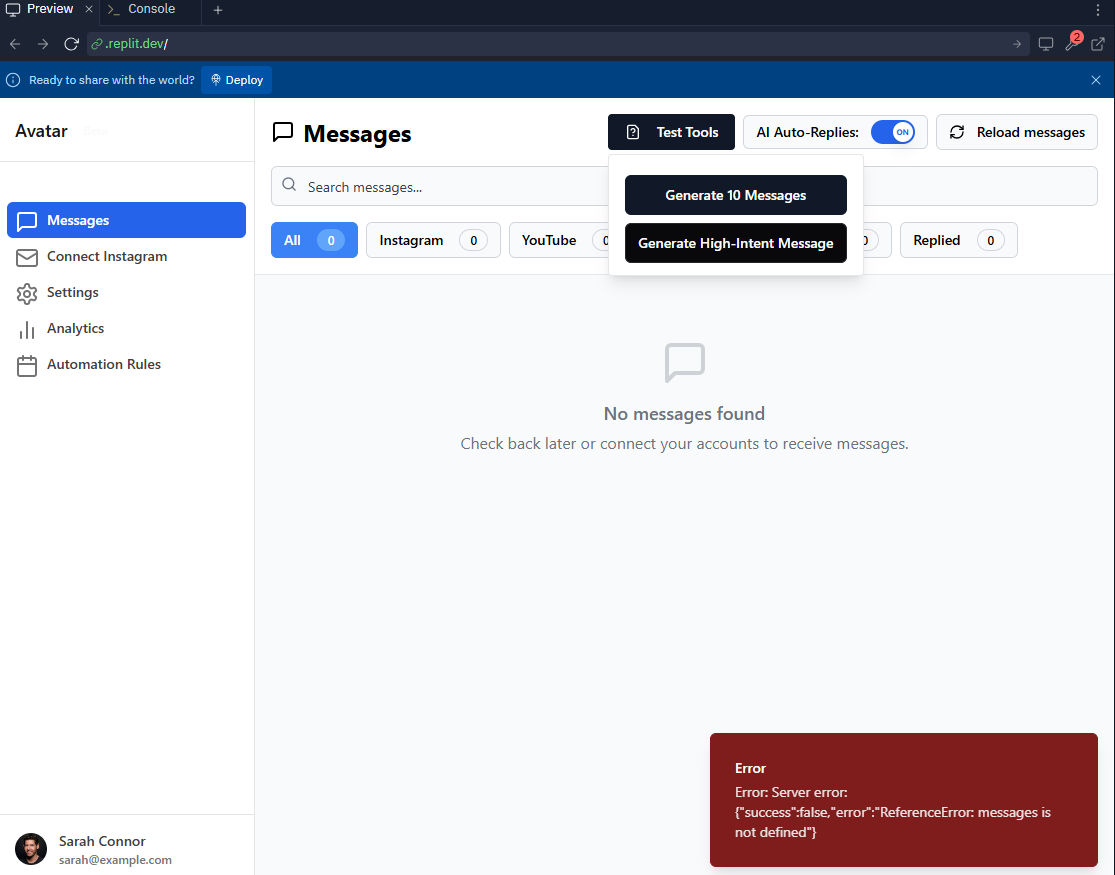 Preview
Console
.replit.dev/
2
Ready to share with the world?
Deploy
Avatar
Beta
Messages
Test Tools
AI Auto-Replies:
ON
Reload messages
Search messages...
Generate 10 Messages
Generate High-Intent Message
All 0
Instagram 0
YouTube 0
0
Replied 0
Messages
Connect Instagram
Settings
Analytics
Automation Rules
No messages found
Check back later or connect your accounts to receive messages.
Error
Error: Server error:
{"success":false,"error":"ReferenceError: messages is
not defined"}
Sarah Connor
sarah@example.com